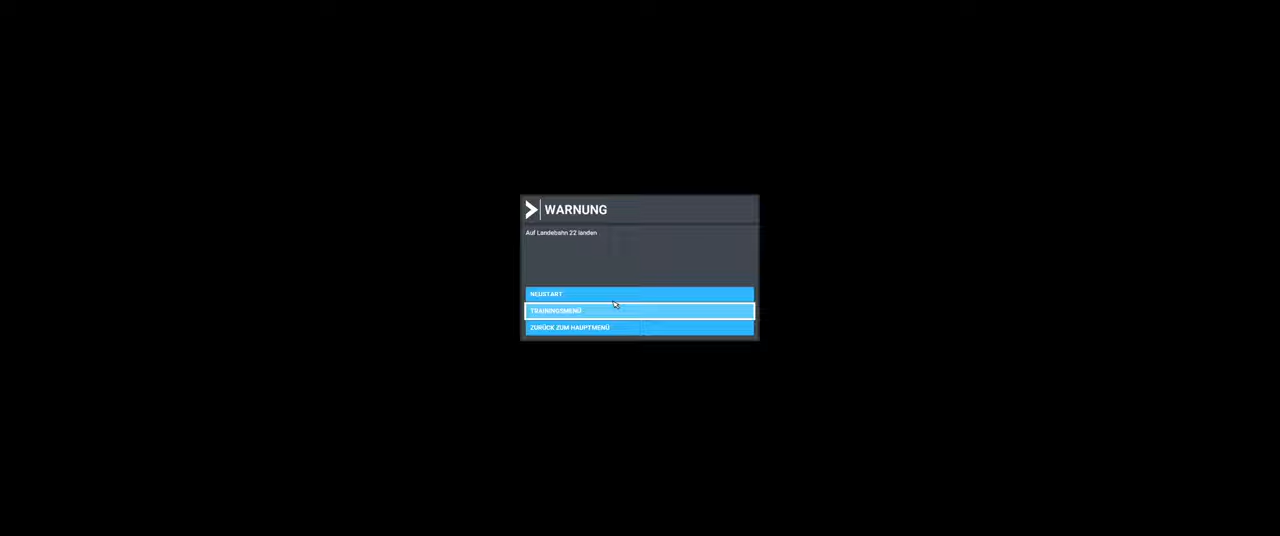 WARNUNG
Auf Landebahn 22 landen
NEUSTART
TRAININGSMENÜ
ZURÜCK ZUM HAUPTMENÜ